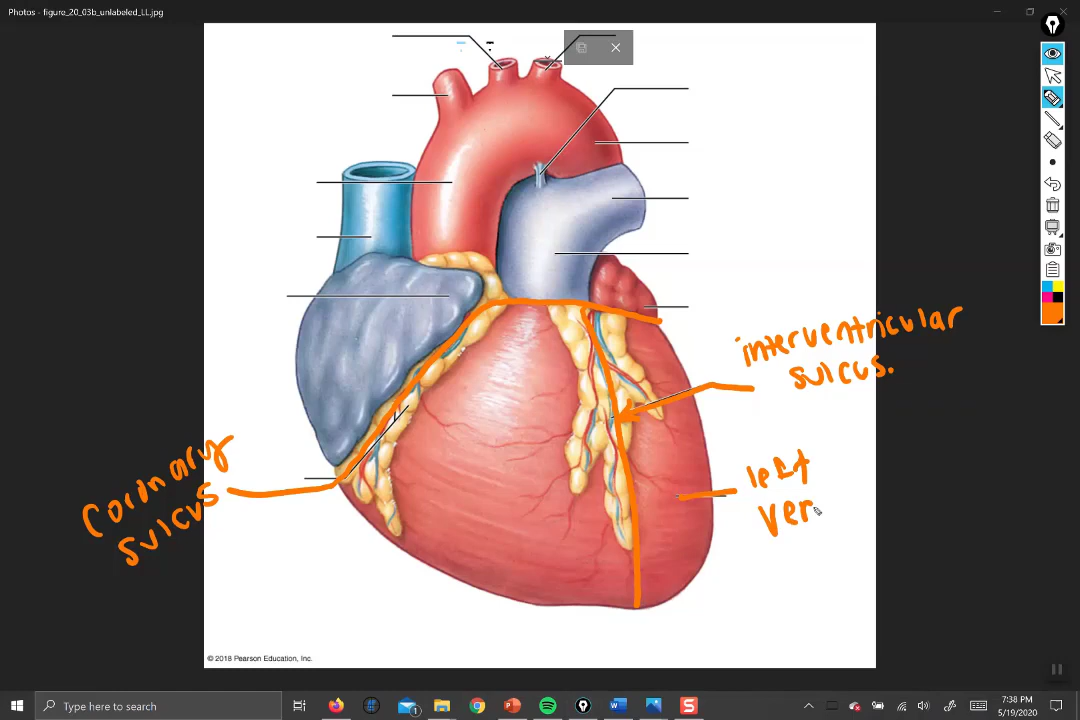 Photos - figure_20_03b_unlabeled_LL.jpg
interventricular
sulcus.
Coronary
sulcus
left
ver
© 2018 Pearson Education, Inc.
Type here to search
1
7:38 PM
5/19/2020